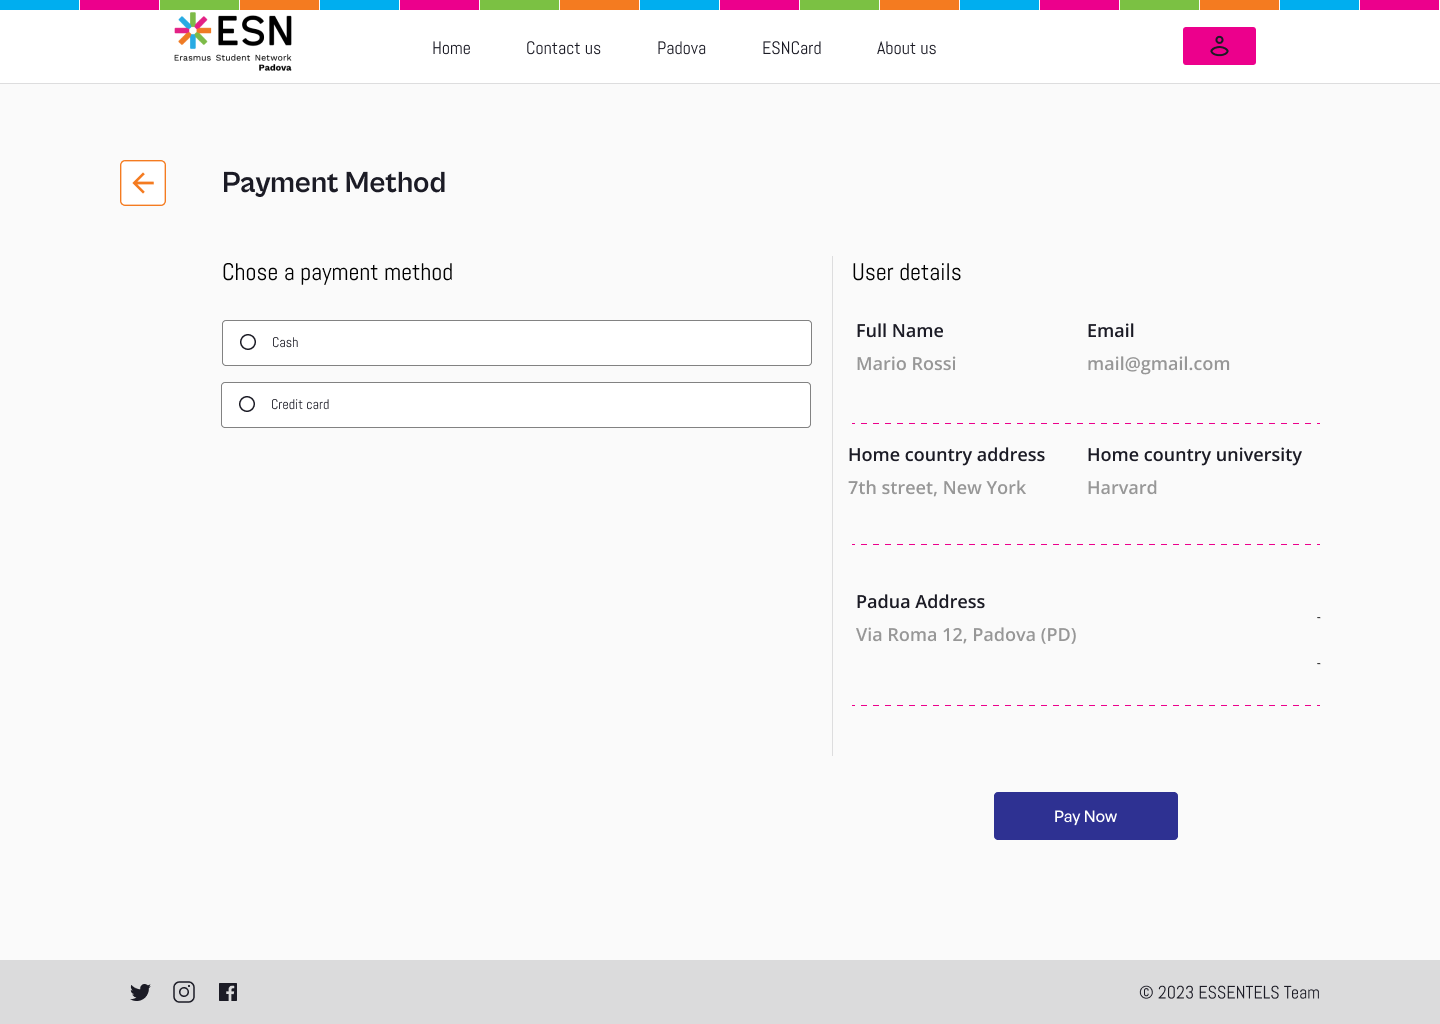 ESN
Erasmus Student Network
Padova
Home
Contact us
Padova
ESNCard
About us
Payment Method
Chose a payment method
Cash
Credit card
User details
Full Name
Mario Rossi
Email
mail@gmail.com
Home country address
7th street, New York
Home country university
Harvard
Padua Address
Via Roma 12, Padova (PD)
-
-
Pay Now
© 2023 ESSENTELS Team